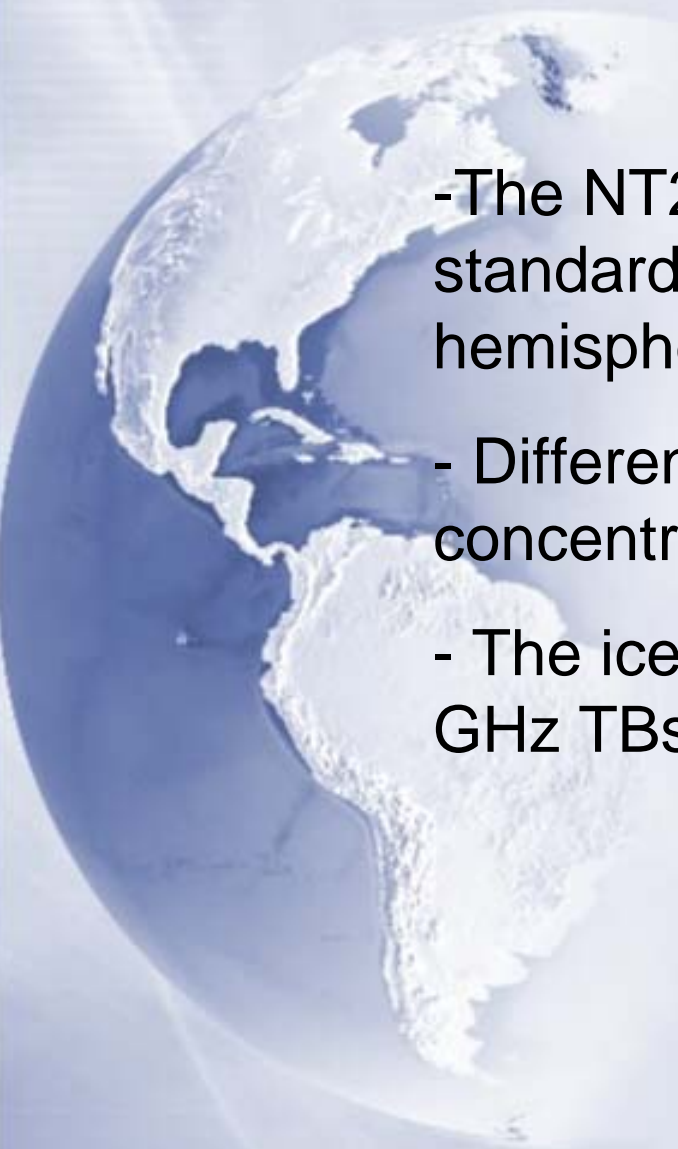 -The NT2
standard
hemisphe
- Differen
concentr
- The ice
GHz TBs